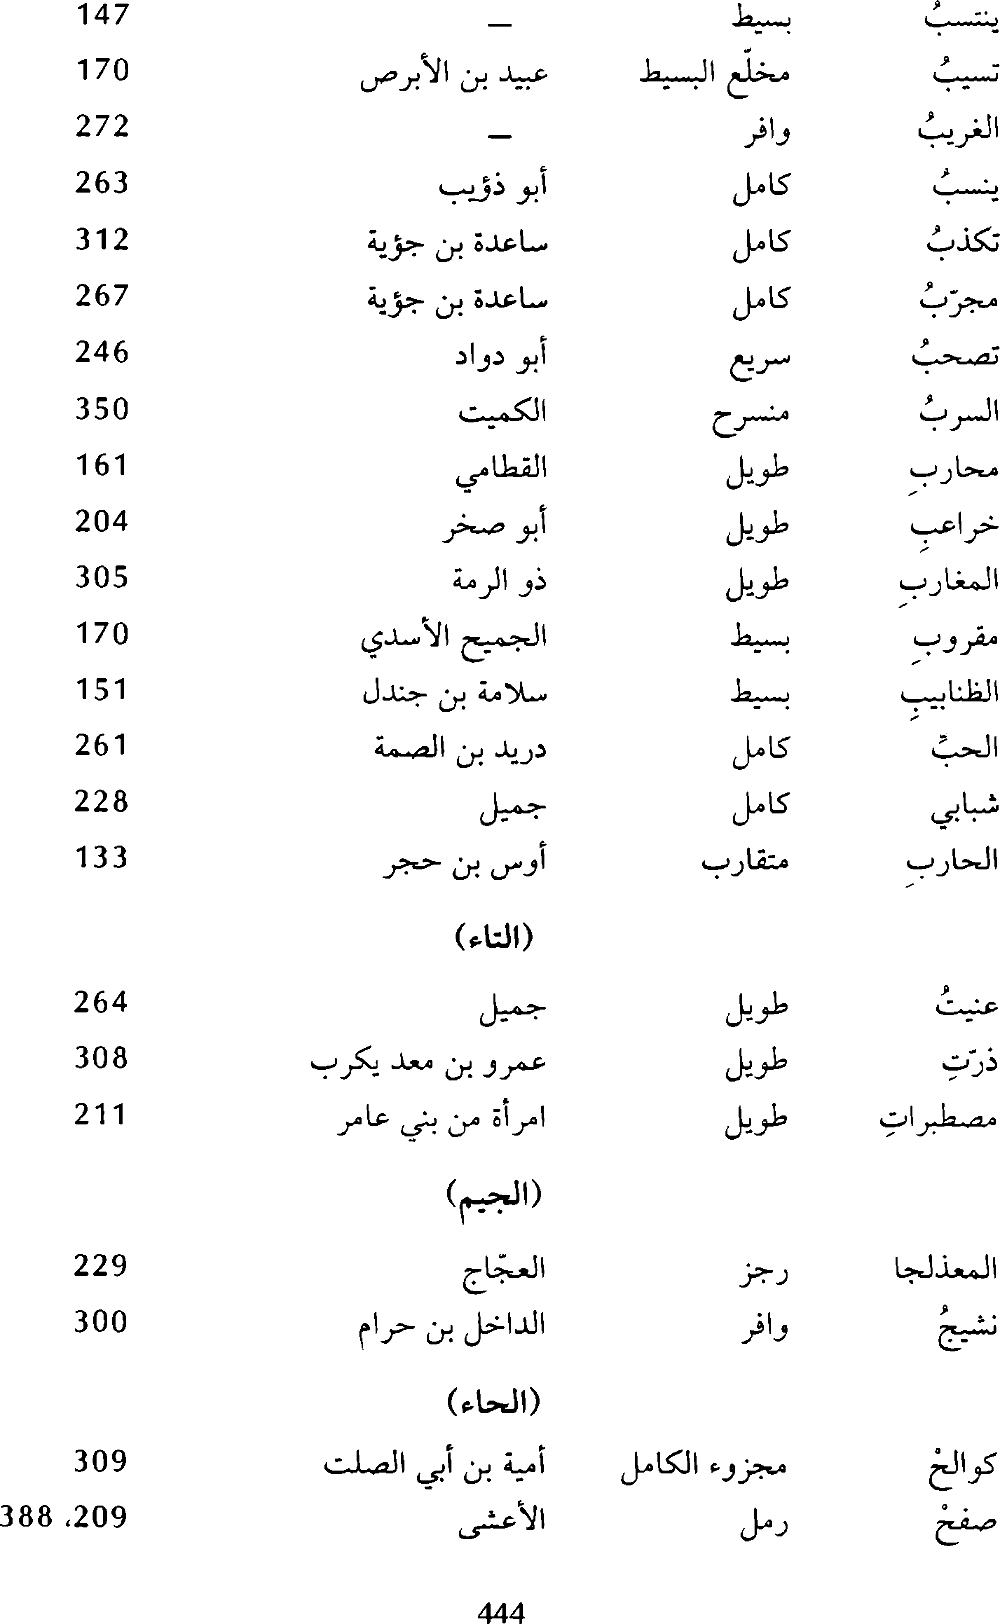 ينتسبُ بسيط — 147
تسيبُ مخلّع البسيط عبيد بن الأبرص 170
الغريبُ وافر — 272
ينسبُ كامل أبو ذؤيب 263
تكذبُ كامل ساعدة بن جؤية 312
مجرّبُ كامل ساعدة بن جؤية 267
تصحبُ سريع أبو دواد 246
السربُ منسرح الكميت 350
محاربِ طويل القطامي 161
خراعبِ طويل أبو صخر 204
المغاربِ طويل ذو الرمة 305
مقروبِ بسيط الجميح الأسدي 170
الظنابيبِ بسيط سلامة بن جندل 151
الحبِّ كامل دريد بن الصمة 261
شبابي كامل جميل 228
الحاربِ متقارب أوس بن حجر 133
(التاء)
عنيتُ طويل جميل 264
ذرّتِ طويل عمرو بن معد يكرب 308
مصطبراتِ طويل امرأة من بني عامر 211
(الجيم)
المعذلجا رجز العجّاج 229
نشيجُ وافر الداخل بن حرام 300
(الحاء)
كوالحْ مجزوء الكامل أمية بن أبي الصلت 309
صفحْ رمل الأعشى 209، 388
444